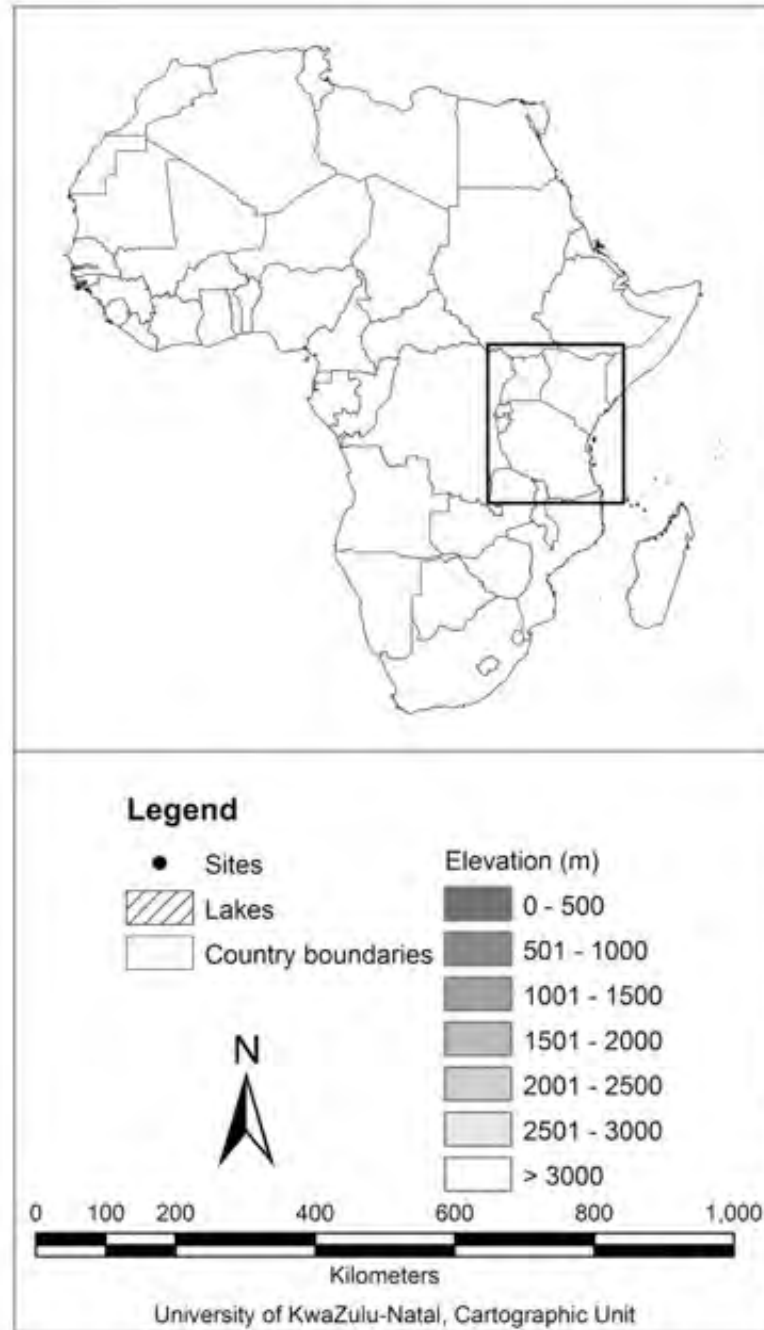 Legend
Sites
Lakes
Country boundaries
Elevation (m)
0 - 500
501 - 1000
1001 - 1500
1501 - 2000
2001 - 2500
2501 - 3000
> 3000
N
0 100 200 400 600 800 1,000
Kilometers
University of KwaZulu-Natal, Cartographic Unit